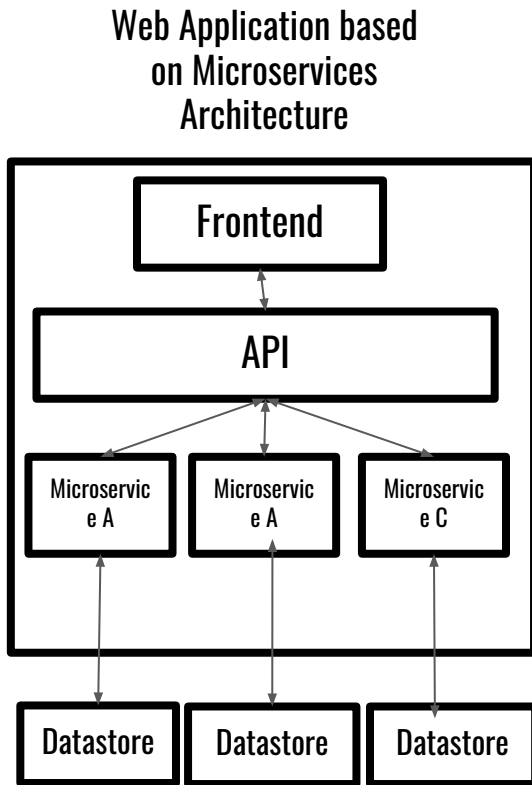 Web Application based
on Microservices
Architecture
Frontend
API
Microservic
e A
Microservic
e A
Microservic
e C
Datastore
Datastore
Datastore